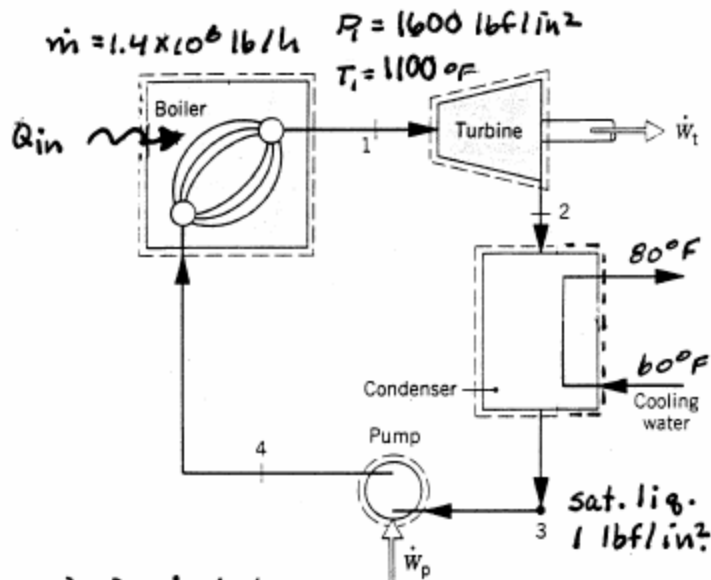 ṁ = 1.4 x 10⁶ lb/h
P₁ = 1600 lbf/in²
T₁ = 1100 °F
Boiler
Qin
1
Turbine
Ẇt
2
80°F
60°F
Cooling
water
Condenser
Pump
4
3
sat. liq.
1 lbf/in².
Ẇp